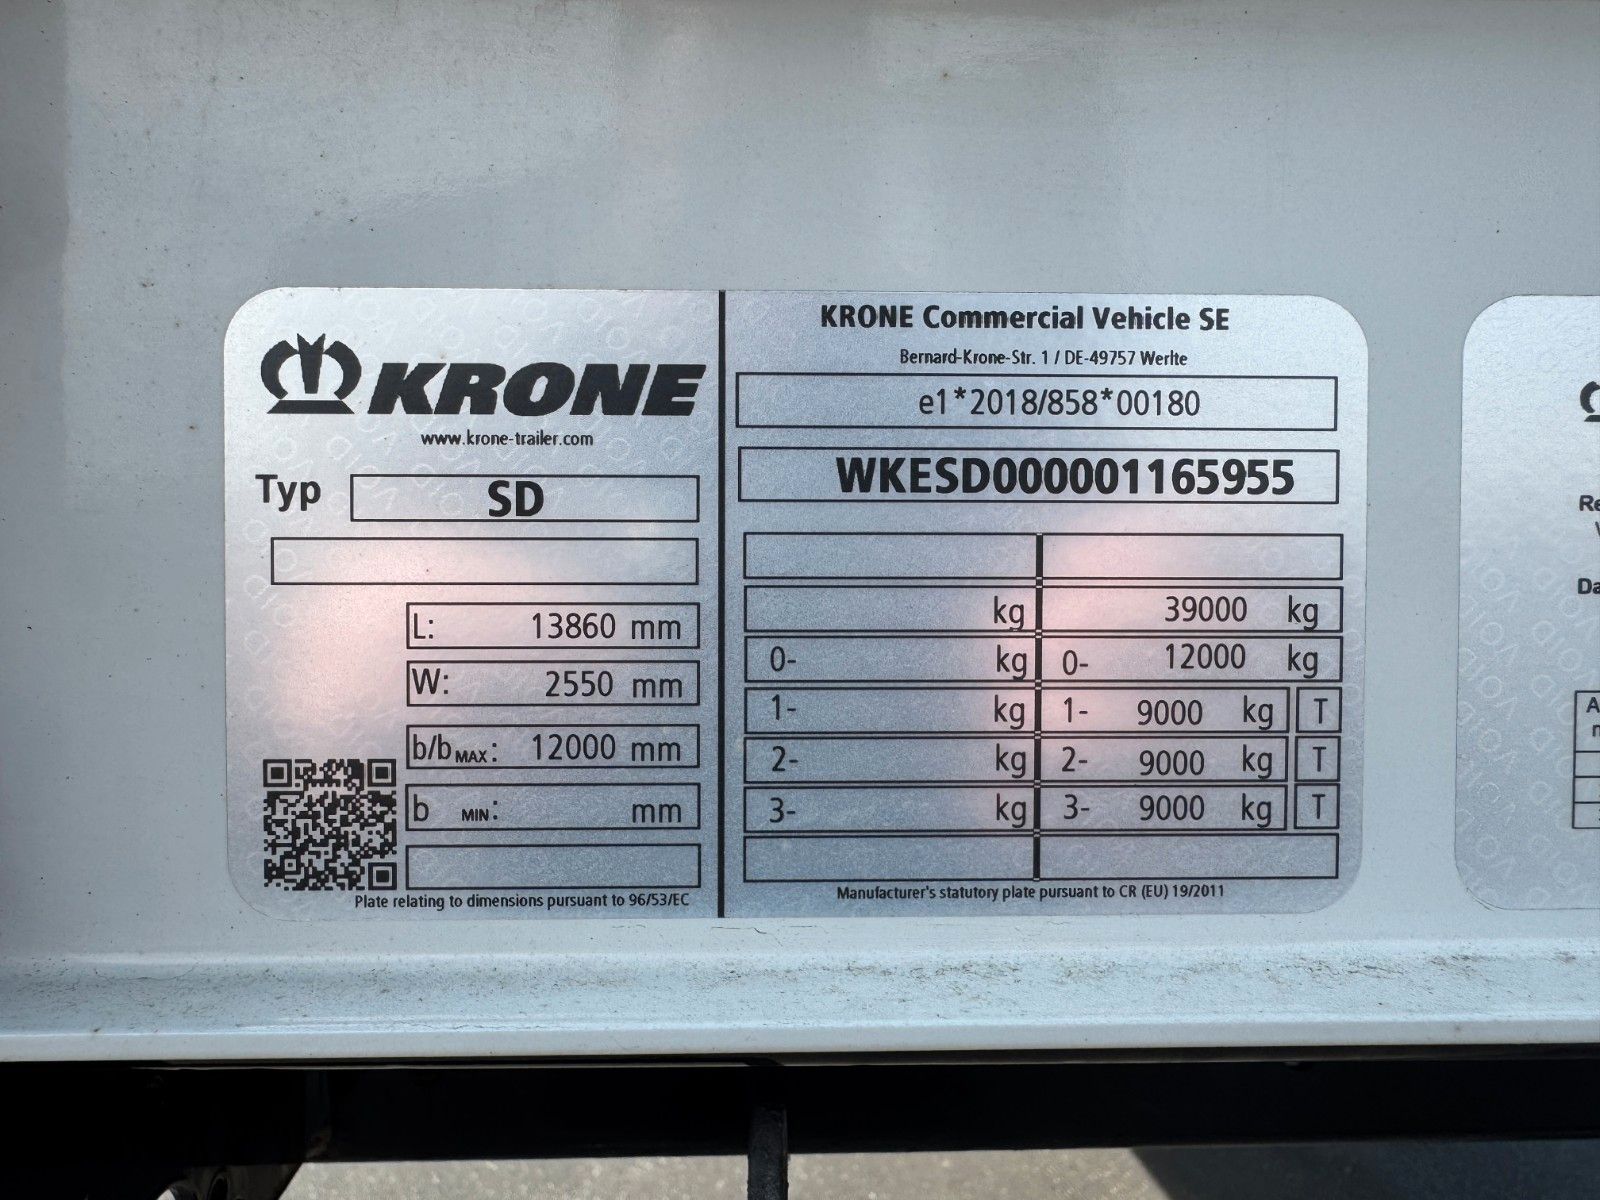 KRONE
www.krone-trailer.com
Typ SD
L: 13860 mm
W: 2550 mm
b/b MAX: 12000 mm
b MIN: mm
Plate relating to dimensions pursuant to 96/53/EC
KRONE Commercial Vehicle SE
Bernard-Krone-Str. 1 / DE-49757 Werlte
e1*2018/858*00180
WKESD000001165955
kg 39000 kg
0- kg 0- 12000 kg
1- kg 1- 9000 kg T
2- kg 2- 9000 kg T
3- kg 3- 9000 kg T
Manufacturer's statutory plate pursuant to CR (EU) 19/2011